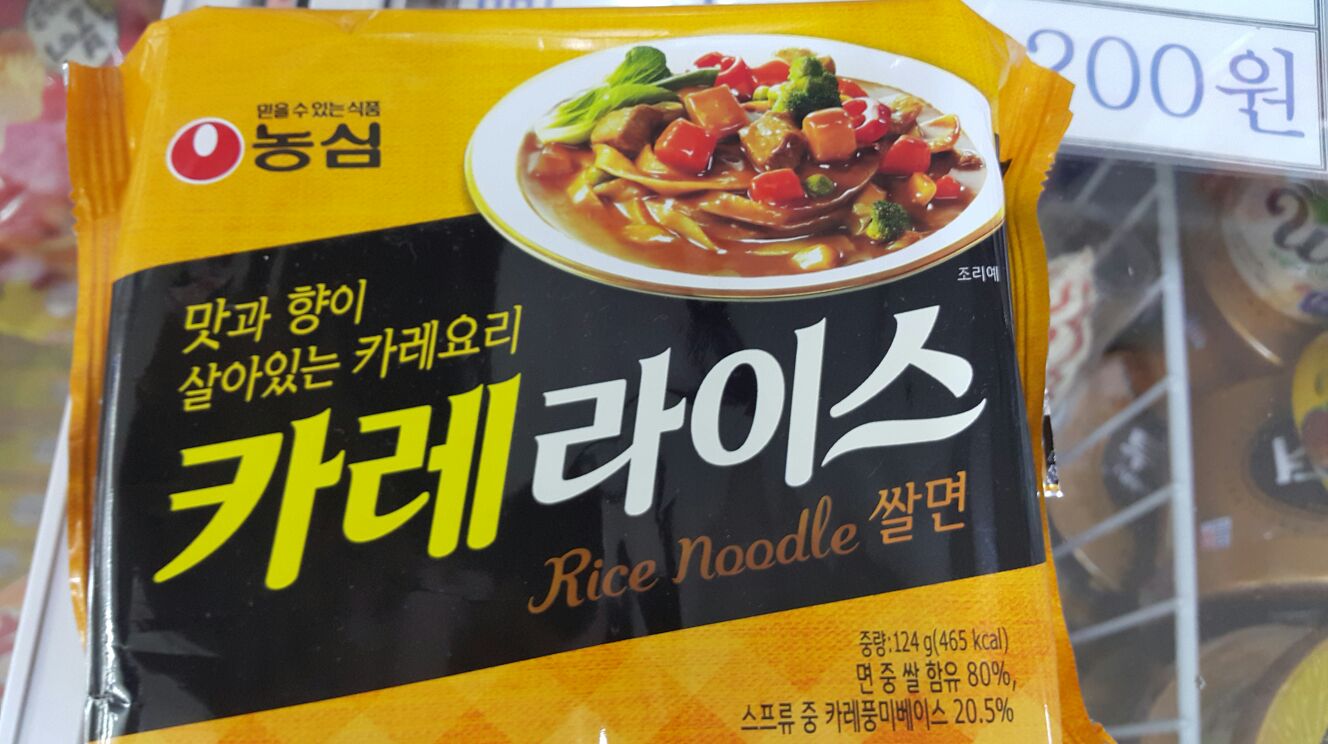 200원
믿을 수 있는 식품
농심
조리예
맛과 향이
살아있는 카레요리
카레라이스
Rice Noodle 쌀면
중량:124 g(465 kcal)
면 중 쌀 함유 80%,
스프류 중 카레풍미베이스 20.5%